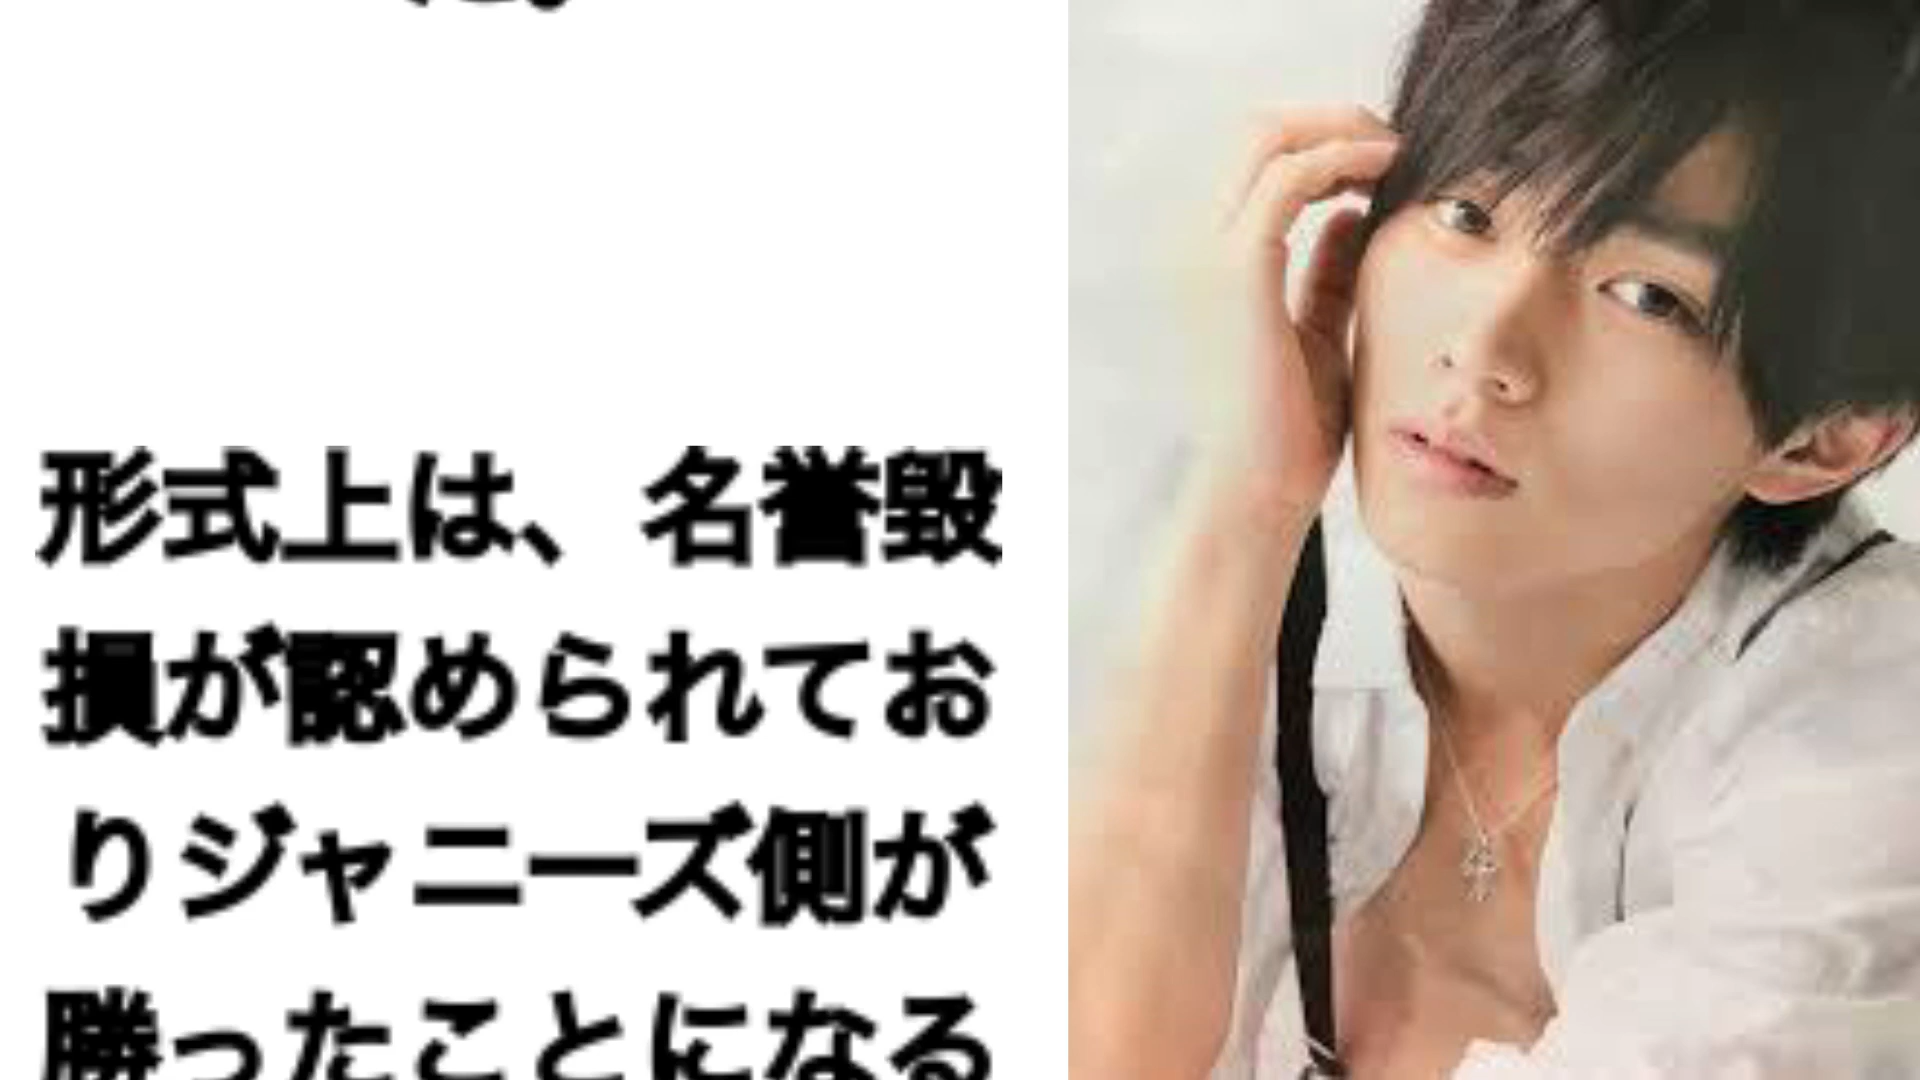 形式上は、名誉毀
損が認められてお
りジャニーズ側が
勝ったことになる